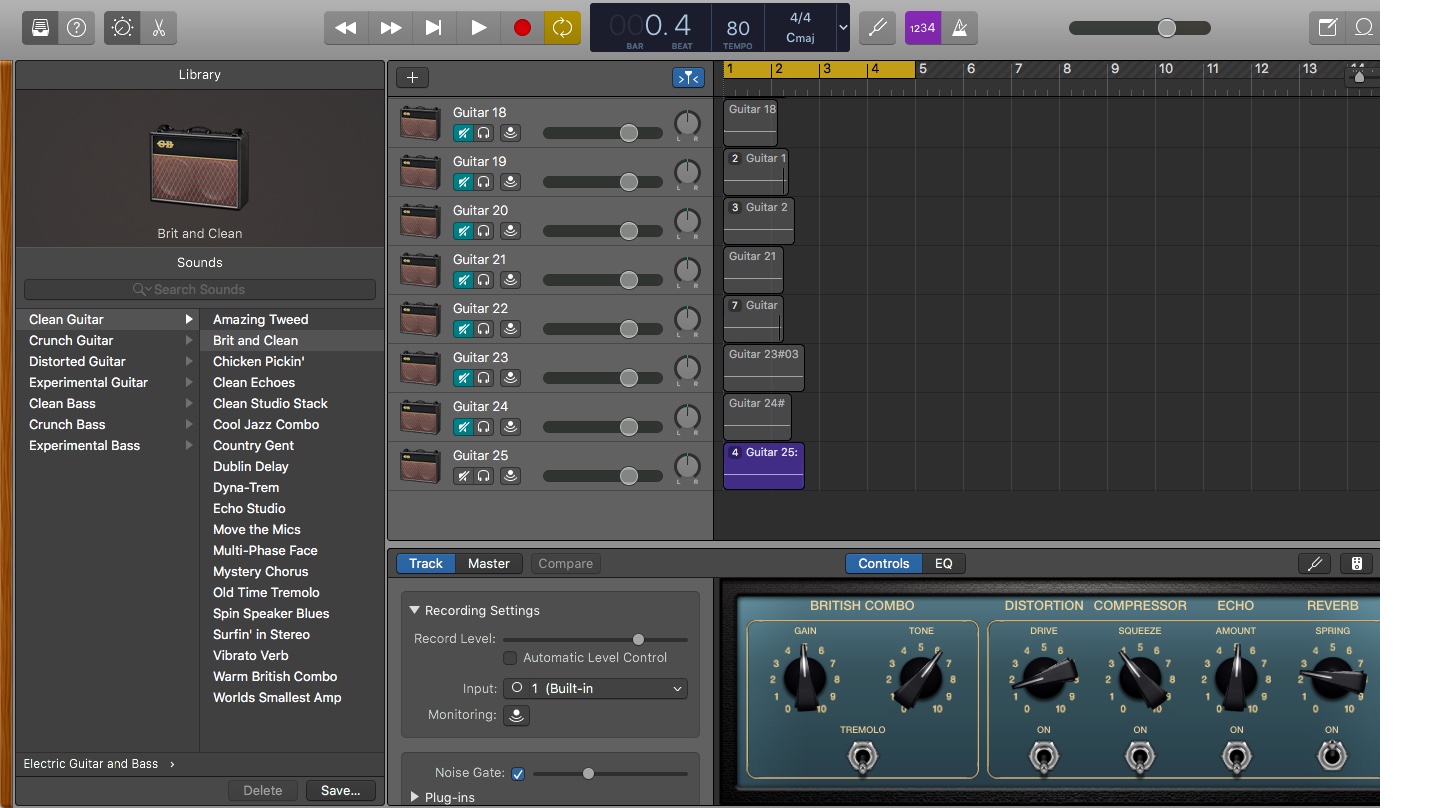 1234
000.4
BAR BEAT
80
TEMPO
4/4
Cmaj
Library
GB
Brit and Clean
Sounds
Search Sounds
Clean Guitar
Crunch Guitar
Distorted Guitar
Experimental Guitar
Clean Bass
Crunch Bass
Experimental Bass
Amazing Tweed
Brit and Clean
Chicken Pickin'
Clean Echoes
Clean Studio Stack
Cool Jazz Combo
Country Gent
Dublin Delay
Dyna-Trem
Echo Studio
Move the Mics
Multi-Phase Face
Mystery Chorus
Old Time Tremolo
Spin Speaker Blues
Surfin' in Stereo
Vibrato Verb
Warm British Combo
Worlds Smallest Amp
Electric Guitar and Bass
Delete Save...
1 2 3 4 5 6 7 8 9 10 11 12 13 14
Guitar 18
L R
Guitar 18
Guitar 19
L R
2 Guitar 1
Guitar 20
L R
3 Guitar 2
Guitar 21
L R
Guitar 21
Guitar 22
L R
7 Guitar
Guitar 23
L R
Guitar 23#03
Guitar 24
L R
Guitar 24#
Guitar 25
L R
4 Guitar 25:
Track Master Compare
Controls EQ
Recording Settings
Record Level:
Automatic Level Control
Input: 1 (Built-in
Monitoring:
Noise Gate:
Plug-ins
BRITISH COMBO
GAIN
0 1 2 3 4 6 7 8 9 10
TONE
0 1 2 3 4 5 6 7 8 9 10
TREMOLO
DISTORTION
DRIVE
0 1 2 3 4 5 6 7 8 9 10
ON
COMPRESSOR
SQUEEZE
0 1 2 3 4 5 6 7 8 9 10
ON
ECHO
AMOUNT
0 1 2 3 4 6 7 8 9 10
ON
REVERB
SPRING
0 1 2 3 4 5 6 7 8 9 10
ON